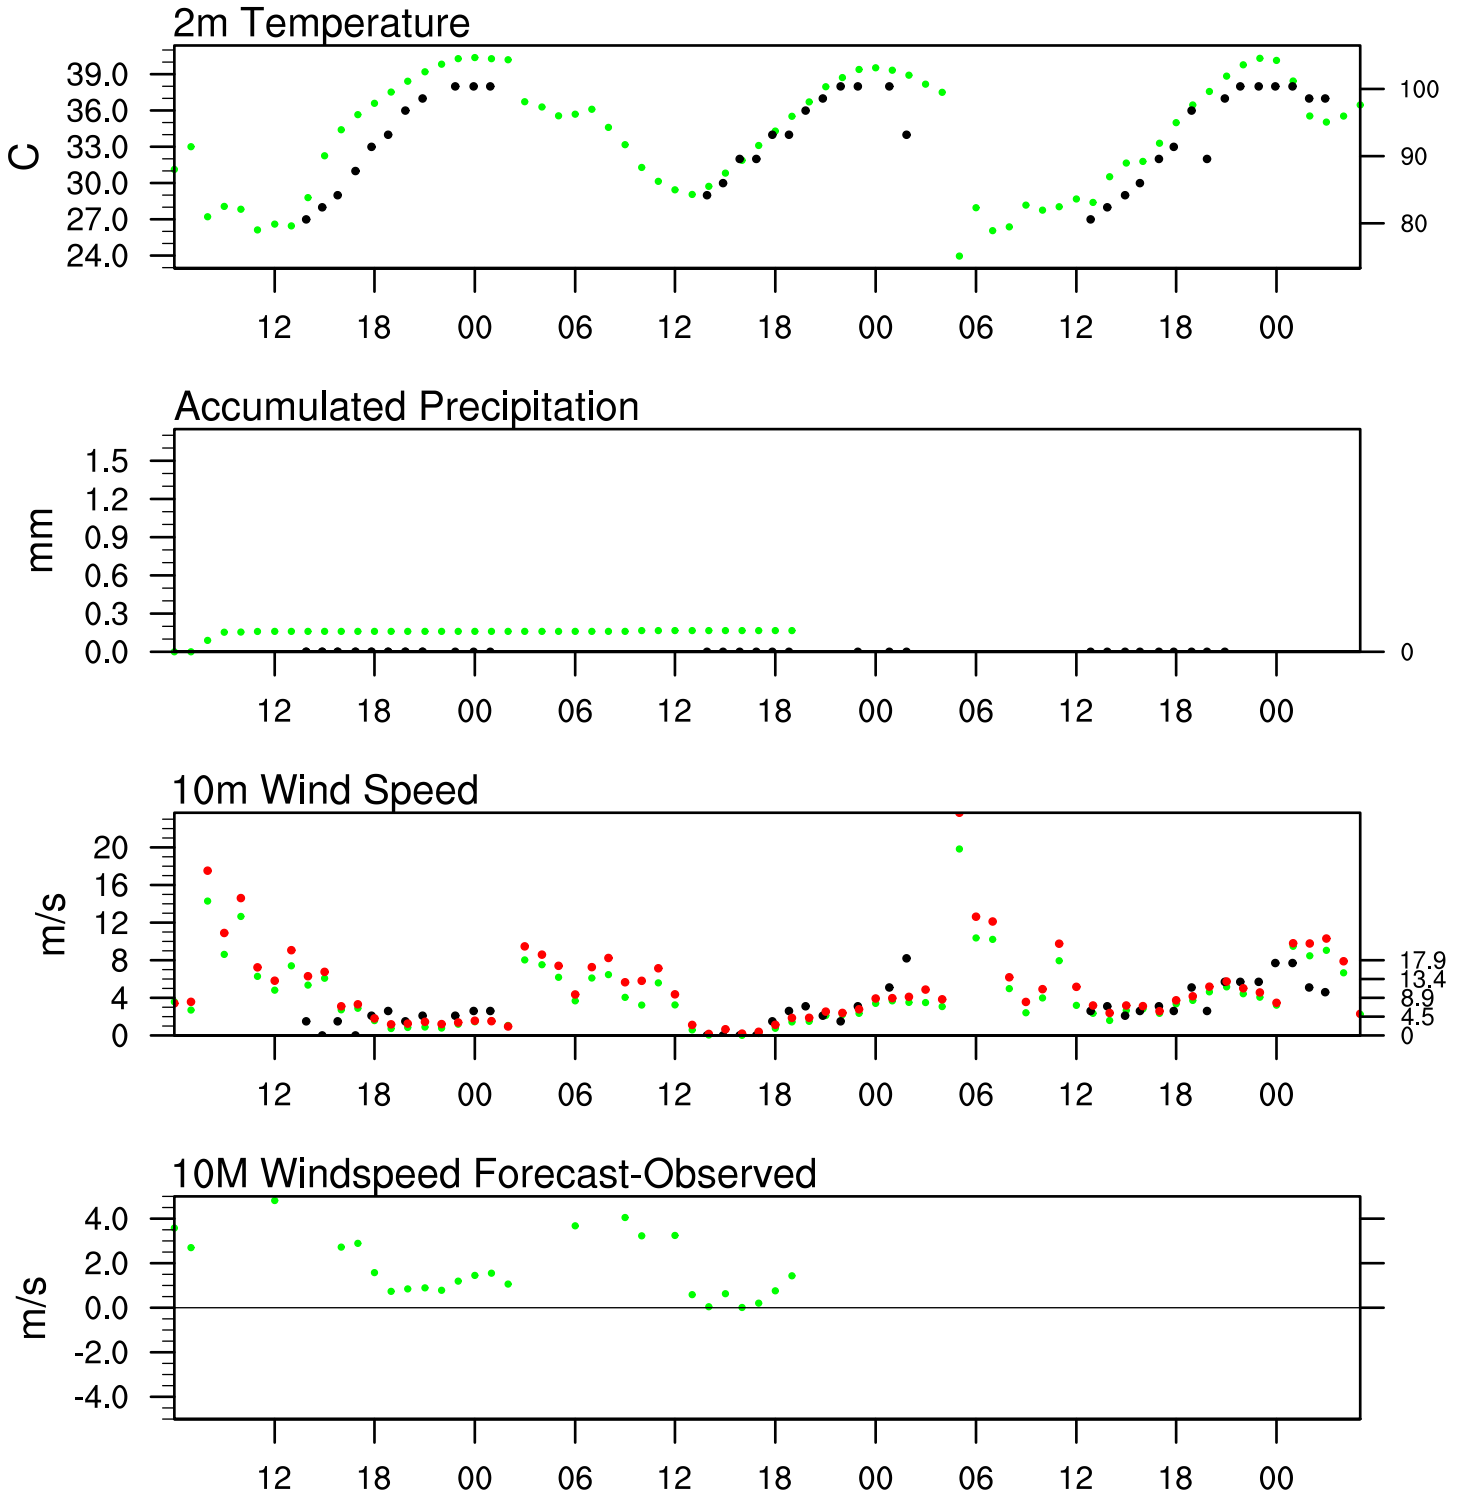 2m Temperature
39.0
36.0
33.0
30.0
27.0
24.0
C
100
90
80
12 18 00 06 12 18 00 06 12 18 00
Accumulated Precipitation
1.5
1.2
0.9
0.6
0.3
0.0
mm
0
12 18 00 06 12 18 00 06 12 18 00
10m Wind Speed
20
16
12
8
4
0
m/s
17.9
13.4
8.9
4.5
0
12 18 00 06 12 18 00 06 12 18 00
10M Windspeed Forecast-Observed
4.0
2.0
0.0
-2.0
-4.0
m/s
12 18 00 06 12 18 00 06 12 18 00